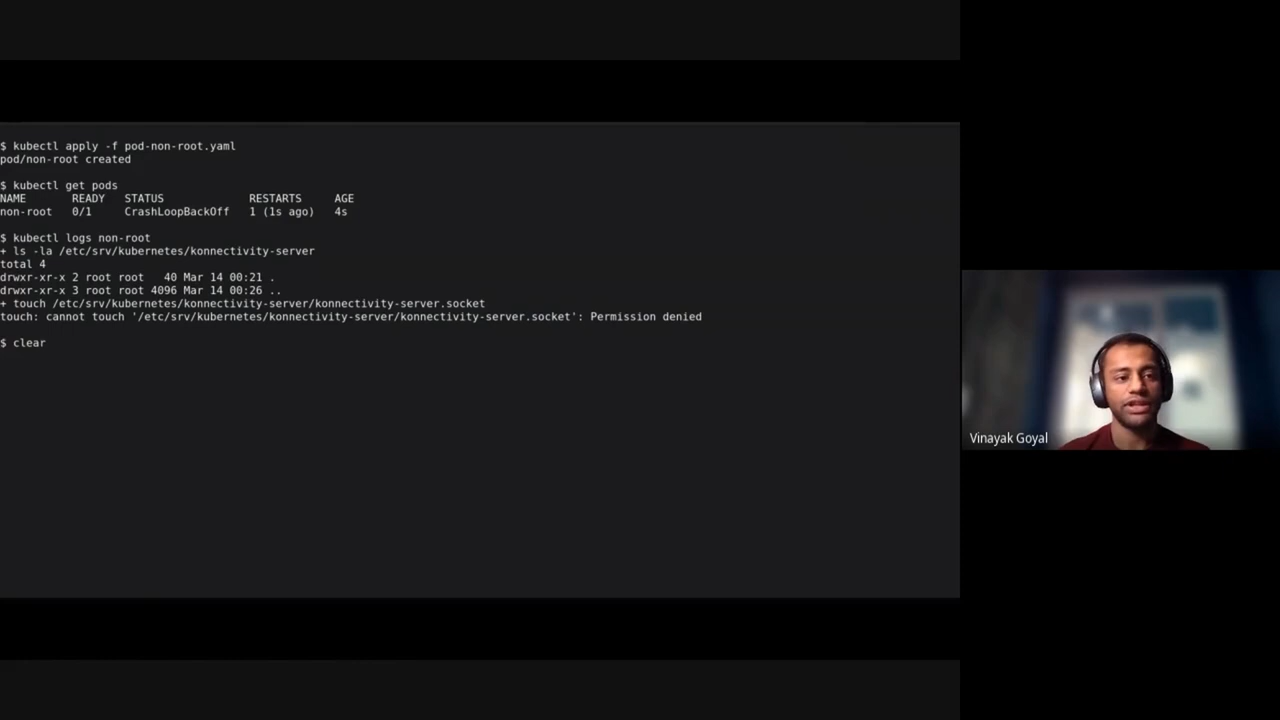 $ kubectl apply -f pod-non-root.yaml
pod/non-root created
$ kubectl get pods
NAME       READY   STATUS             RESTARTS     AGE
non-root   0/1     CrashLoopBackOff   1 (1s ago)   4s
$ kubectl logs non-root
+ ls -la /etc/srv/kubernetes/konnectivity-server
total 4
drwxr-xr-x 2 root root   40 Mar 14 00:21 .
drwxr-xr-x 3 root root 4096 Mar 14 00:26 ..
+ touch /etc/srv/kubernetes/konnectivity-server/konnectivity-server.socket
touch: cannot touch '/etc/srv/kubernetes/konnectivity-server/konnectivity-server.socket': Permission denied
$ clear
Vinayak Goyal